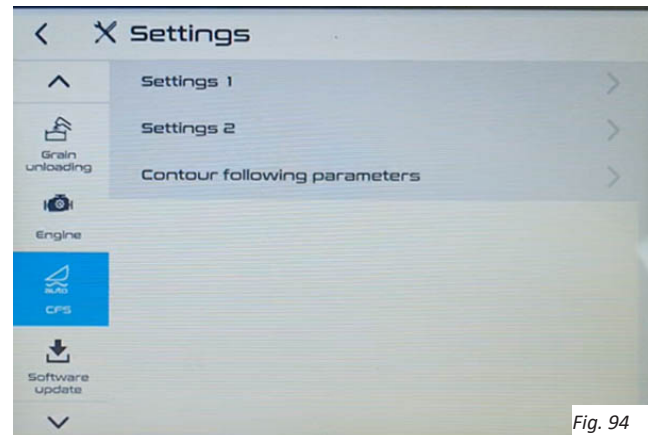 Settings
Settings 1
Settings 2
Contour following parameters
Grain
unloading
Engine
AUTO
CFS
Software
update
Fig. 94